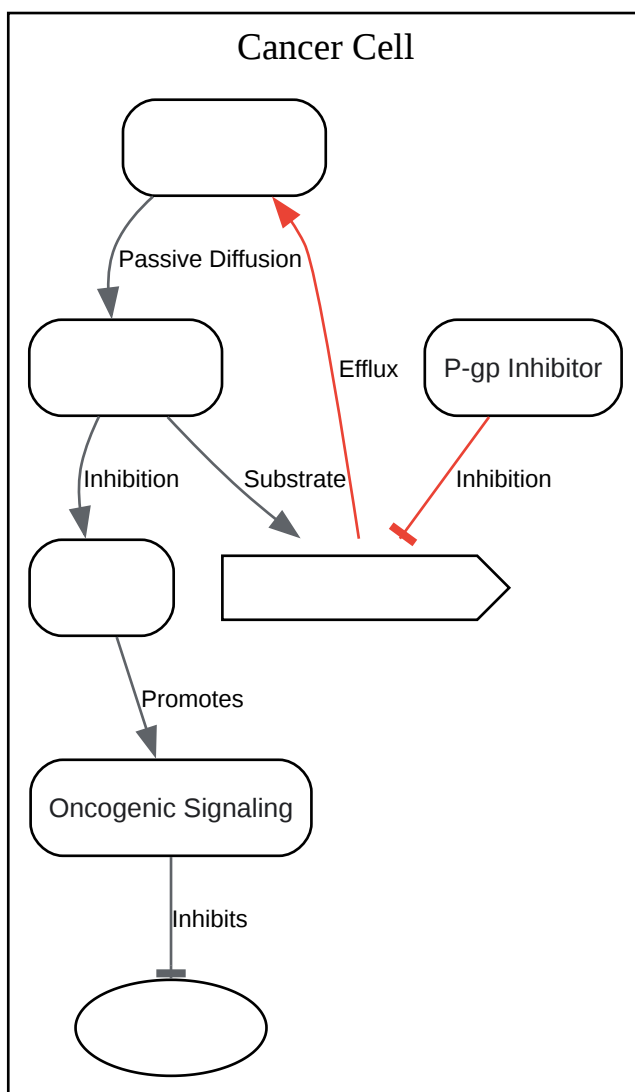 Cancer Cell
Passive Diffusion
Efflux
P-gp Inhibitor
Inhibition
Substrate
Inhibition
Promotes
Oncogenic Signaling
Inhibits